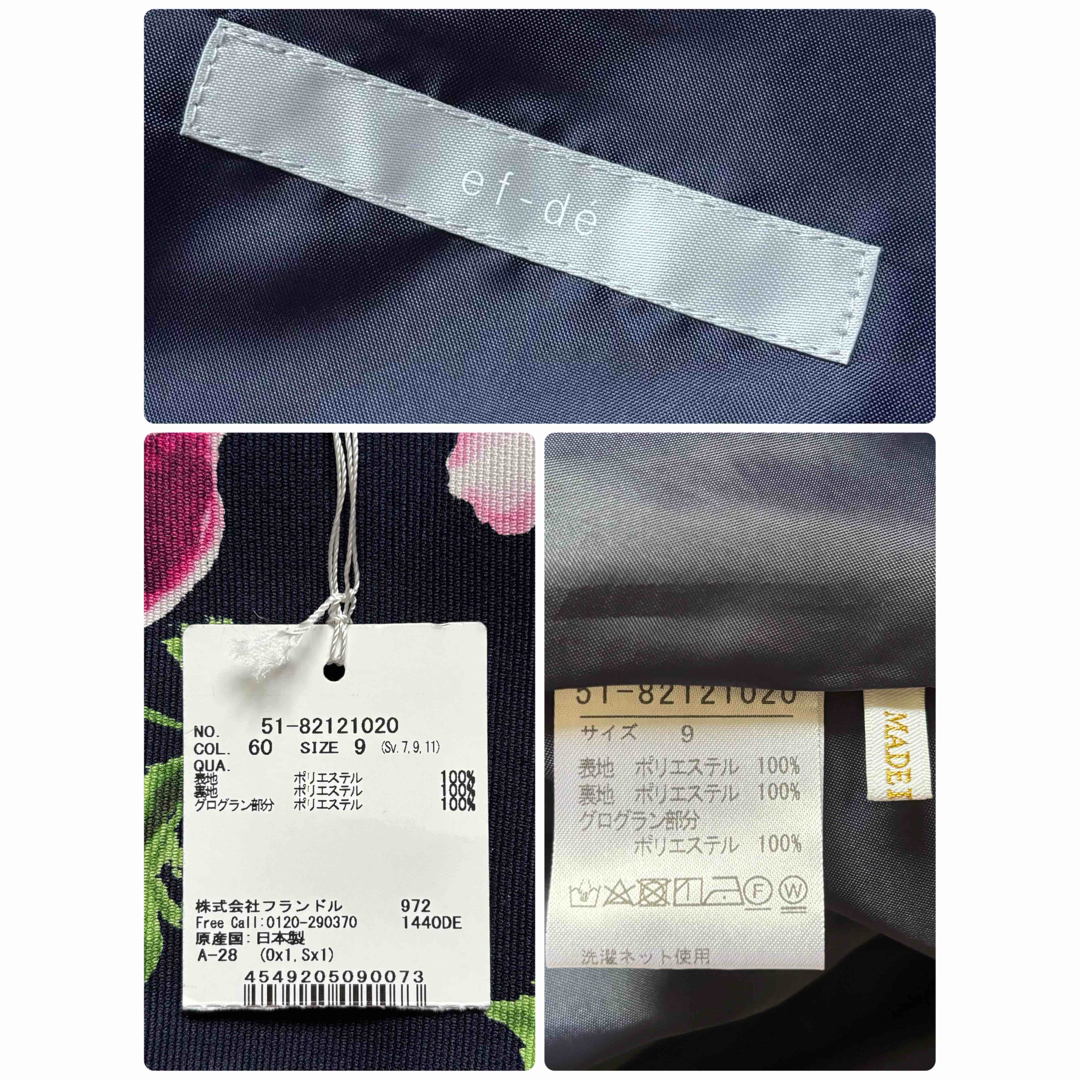 ef-dé
NO. 51-82121020
COL. 60 SIZE 9 (Sv.7,9,11)
QUA.
表地 ポリエステル 100%
裏地 ポリエステル 100%
グログラン部分 ポリエステル 100%
株式会社フランドル 972
Free Call:0120-290370 1440DE
原産国:日本製
A-28 (Ox1,Sx1)
4549205090073
51-82121020
サイズ 9
表地 ポリエステル 100%
裏地 ポリエステル 100%
グログラン部分
ポリエステル 100%
F W
洗濯ネット使用
MADE